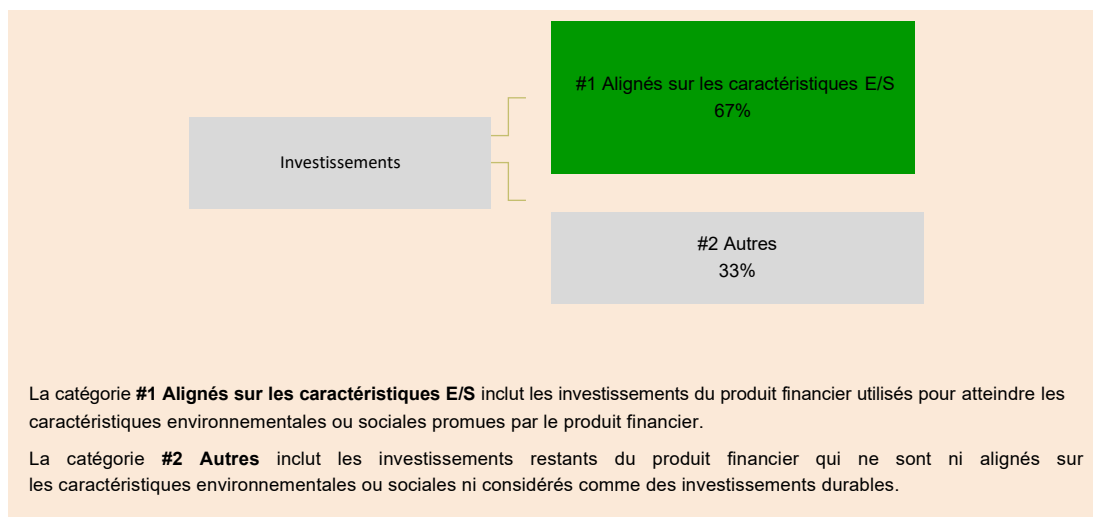 #1 Alignés sur les caractéristiques E/S
67%
Investissements
#2 Autres
33%
La catégorie #1 Alignés sur les caractéristiques E/S inclut les investissements du produit financier utilisés pour atteindre les
caractéristiques environnementales ou sociales promues par le produit financier.
La catégorie #2 Autres inclut les investissements restants du produit financier qui ne sont ni alignés sur
les caractéristiques environnementales ou sociales ni considérés comme des investissements durables.